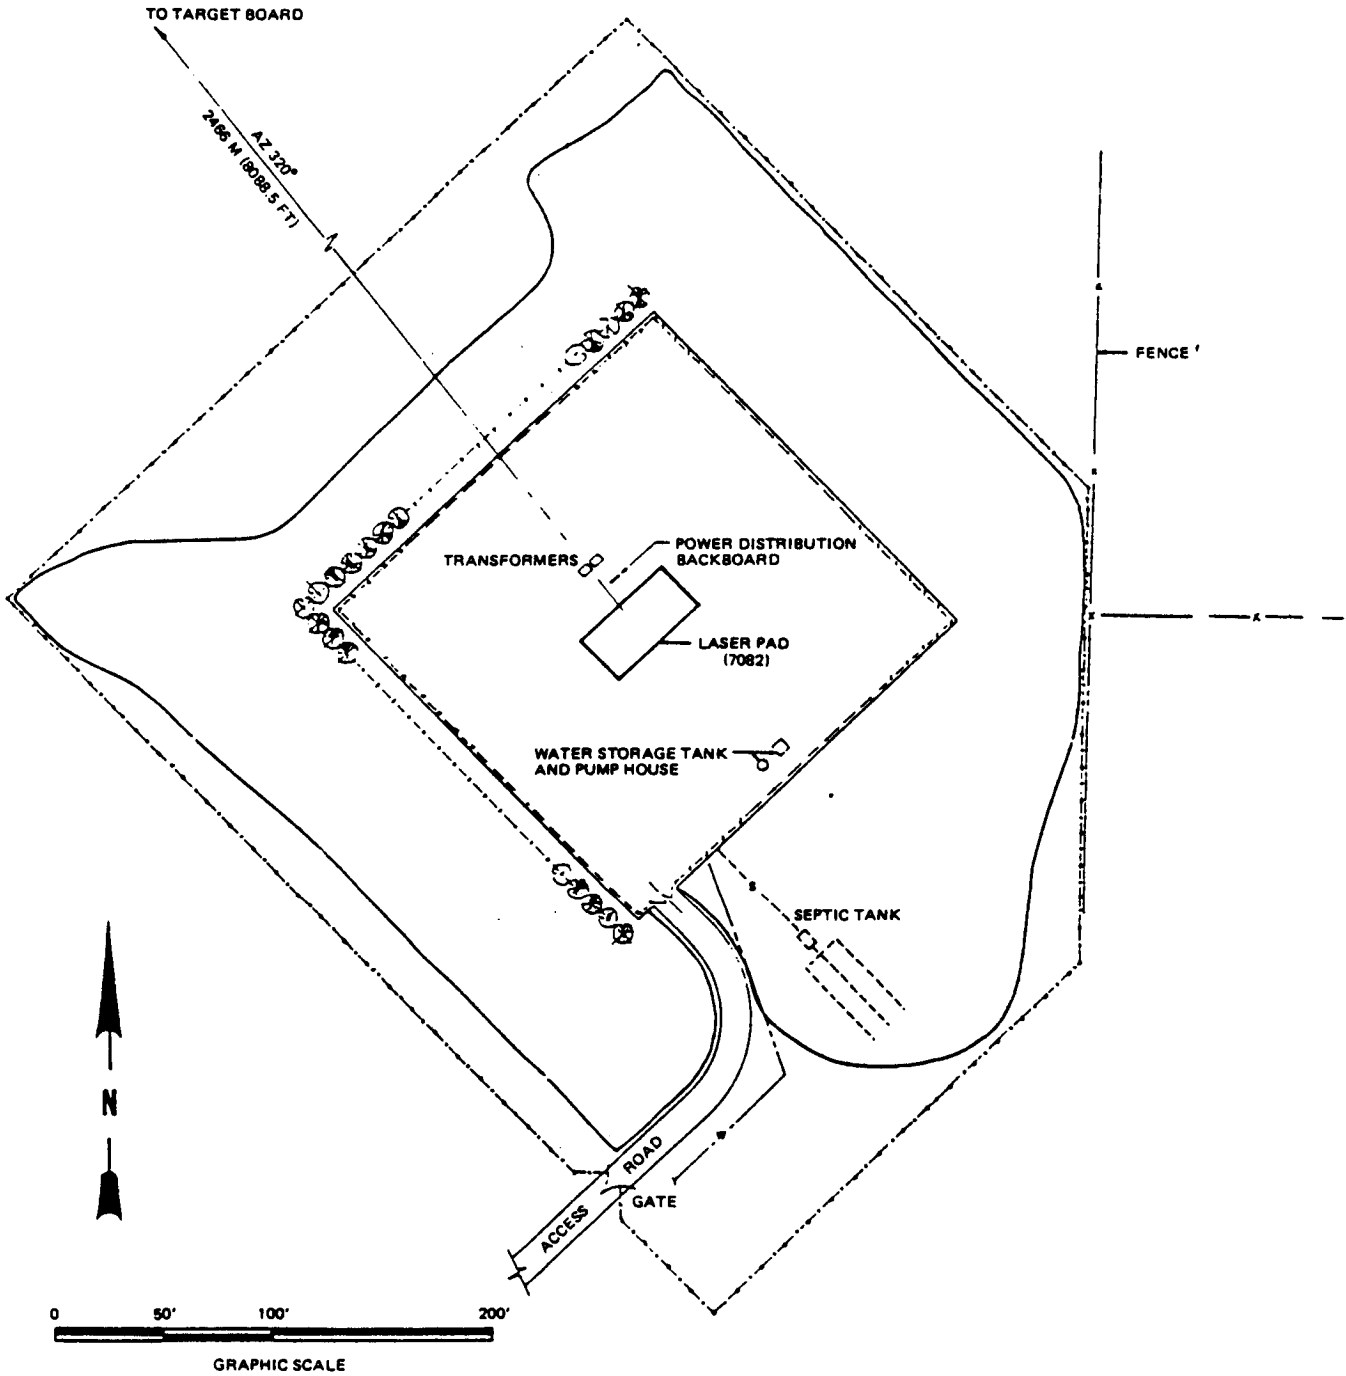 TO TARGET BOARD
AZ 320°
2466 M (8088.5 FT)
FENCE
TRANSFORMERS
POWER DISTRIBUTION
BACKBOARD
LASER PAD
(7082)
WATER STORAGE TANK
AND PUMP HOUSE
S
SEPTIC TANK
N
W
ACCESS ROAD
GATE
0 50' 100' 200'
GRAPHIC SCALE